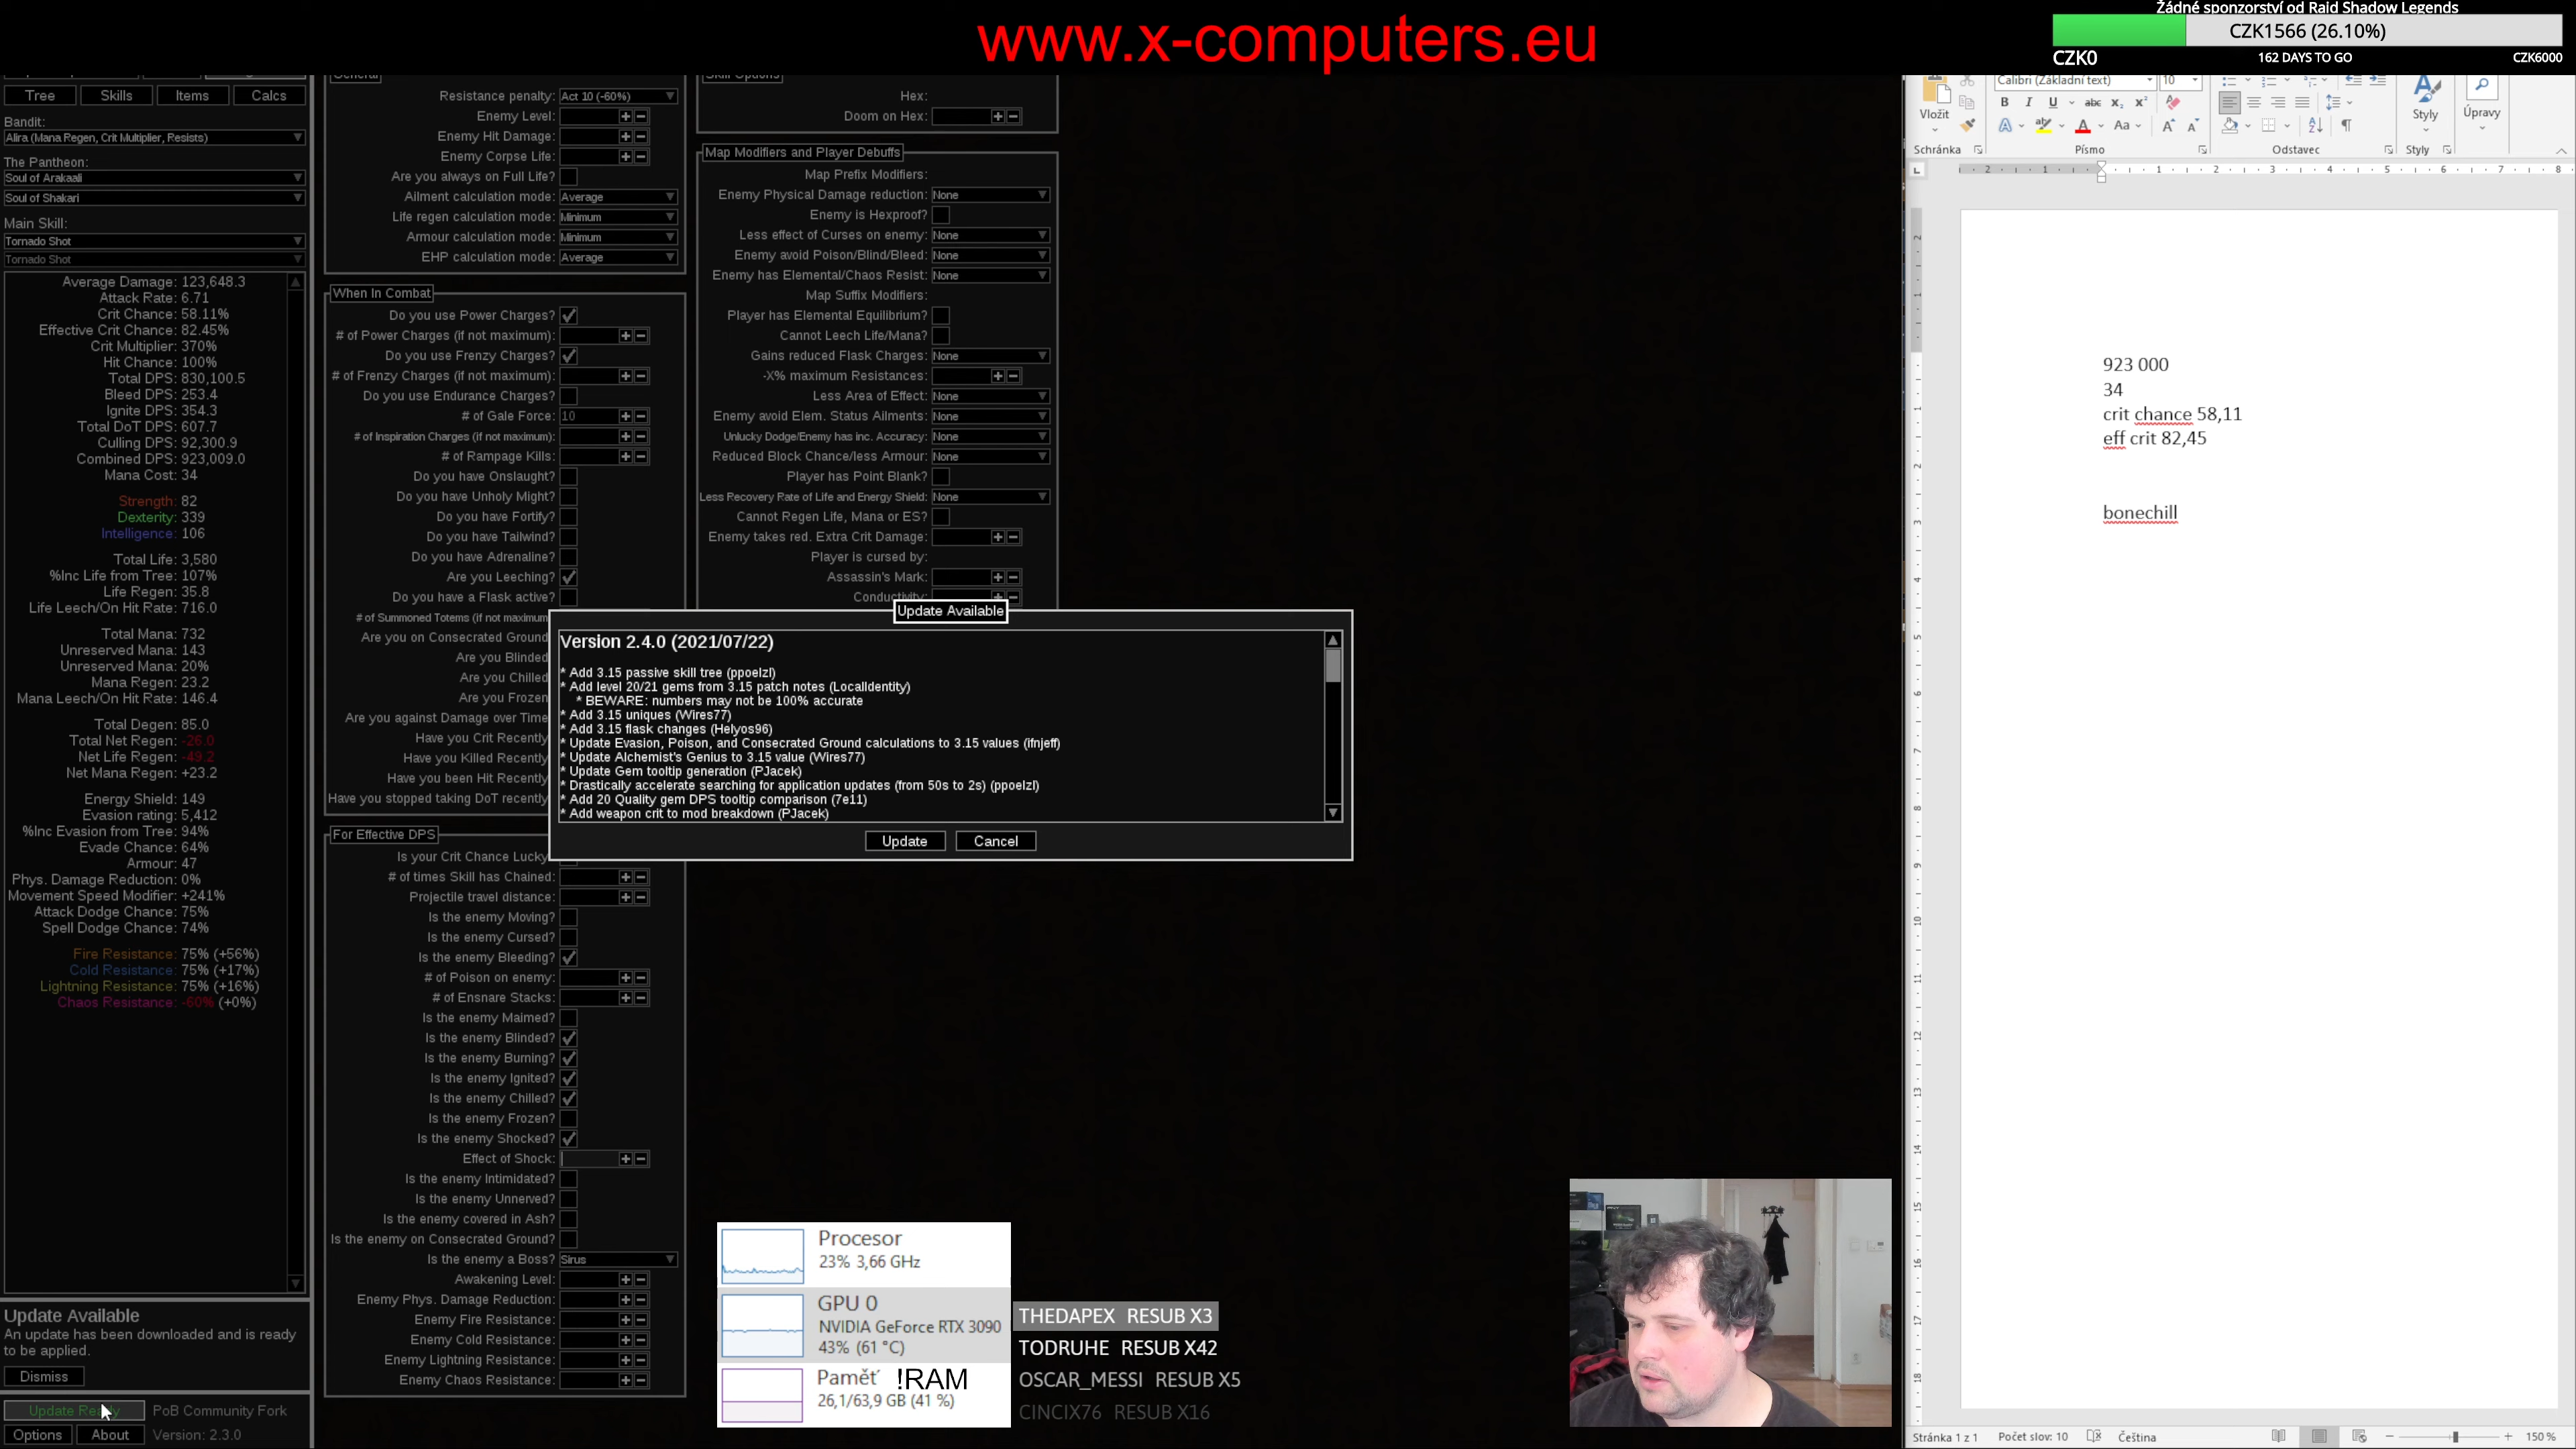 www.x-computers.eu
Žádné sponzorství od Raid Shadow Legends
CZK1566 (26.10%)
CZK0
162 DAYS TO GO
CZK6000
Tree
Skills
Items
Calcs
Bandit:
Alira (Mana Regen, Crit Multiplier, Resists)
The Pantheon:
Soul of Arakaali
Soul of Shakari
Main Skill:
Tornado Shot
Tornado Shot
Average Damage: 123,648.3
Attack Rate: 6.71
Crit Chance: 58.11%
Effective Crit Chance: 82.45%
Crit Multiplier: 370%
Hit Chance: 100%
Total DPS: 830,100.5
Bleed DPS: 253.4
Ignite DPS: 354.3
Total DoT DPS: 607.7
Culling DPS: 92,300.9
Combined DPS: 923,009.0
Mana Cost: 34
Strength: 82
Dexterity: 339
Intelligence: 106
Total Life: 3,580
%Inc Life from Tree: 107%
Life Regen: 35.8
Life Leech/On Hit Rate: 716.0
Total Mana: 732
Unreserved Mana: 143
Unreserved Mana: 20%
Mana Regen: 23.2
Mana Leech/On Hit Rate: 146.4
Total Degen: 85.0
Total Net Regen: -26.0
Net Life Regen: -49.2
Net Mana Regen: +23.2
Energy Shield: 149
Evasion rating: 5,412
%Inc Evasion from Tree: 94%
Evade Chance: 64%
Armour: 47
Phys. Damage Reduction: 0%
Movement Speed Modifier: +241%
Attack Dodge Chance: 75%
Spell Dodge Chance: 74%
Fire Resistance: 75% (+56%)
Cold Resistance: 75% (+17%)
Lightning Resistance: 75% (+16%)
Chaos Resistance: -60% (+0%)
Update Available
An update has been downloaded and is ready
to be applied.
Dismiss
Update
PoB Community Fork
Options
About
Version: 2.3.0
General
Resistance penalty: Act 10 (-60%)
Enemy Level:
Enemy Hit Damage:
Enemy Corpse Life:
Are you always on Full Life?
Ailment calculation mode: Average
Life regen calculation mode: Minimum
Armour calculation mode: Minimum
EHP calculation mode: Average
When In Combat
Do you use Power Charges?
# of Power Charges (if not maximum):
Do you use Frenzy Charges?
# of Frenzy Charges (if not maximum):
Do you use Endurance Charges?
# of Gale Force: 10
# of Inspiration Charges (if not maximum):
# of Rampage Kills:
Do you have Onslaught?
Do you have Unholy Might?
Do you have Fortify?
Do you have Tailwind?
Do you have Adrenaline?
Are you Leeching?
Do you have a Flask active?
# of Summoned Totems (if not maximum
Are you on Consecrated Ground
Are you Blinded
Are you Chilled
Are you Frozen
Are you against Damage over Time
Have you Crit Recently
Have you Killed Recently
Have you been Hit Recently
Have you stopped taking DoT recently
For Effective DPS
Is your Crit Chance Lucky
# of times Skill has Chained:
Projectile travel distance:
Is the enemy Moving?
Is the enemy Cursed?
Is the enemy Bleeding?
# of Poison on enemy:
# of Ensnare Stacks:
Is the enemy Maimed?
Is the enemy Blinded?
Is the enemy Burning?
Is the enemy Ignited?
Is the enemy Chilled?
Is the enemy Frozen?
Is the enemy Shocked?
Effect of Shock:
Is the enemy Intimidated?
Is the enemy Unnerved?
Is the enemy covered in Ash?
Is the enemy on Consecrated Ground?
Is the enemy a Boss? Sirus
Awakening Level:
Enemy Phys. Damage Reduction:
Enemy Fire Resistance:
Enemy Cold Resistance:
Enemy Lightning Resistance:
Enemy Chaos Resistance:
Skill Options
Hex:
Doom on Hex:
Map Modifiers and Player Debuffs
Map Prefix Modifiers:
Enemy Physical Damage reduction: None
Enemy is Hexproof?
Less effect of Curses on enemy: None
Enemy avoid Poison/Blind/Bleed: None
Enemy has Elemental/Chaos Resist: None
Map Suffix Modifiers:
Player has Elemental Equilibrium?
Cannot Leech Life/Mana?
Gains reduced Flask Charges: None
-X% maximum Resistances:
Less Area of Effect: None
Enemy avoid Elem. Status Ailments: None
Unlucky Dodge/Enemy has inc. Accuracy: None
Reduced Block Chance/less Armour: None
Player has Point Blank?
Less Recovery Rate of Life and Energy Shield: None
Cannot Regen Life, Mana or ES?
Enemy takes red. Extra Crit Damage:
Player is cursed by:
Assassin's Mark:
Conductivity:
Update Available
Version 2.4.0 (2021/07/22)
* Add 3.15 passive skill tree (ppoelzl)
* Add level 20/21 gems from 3.15 patch notes (LocalIdentity)
* BEWARE: numbers may not be 100% accurate
* Add 3.15 uniques (Wires77)
* Add 3.15 flask changes (Helyos96)
* Update Evasion, Poison, and Consecrated Ground calculations to 3.15 values (ifnjeff)
* Update Alchemist's Genius to 3.15 value (Wires77)
* Update Gem tooltip generation (PJacek)
* Drastically accelerate searching for application updates (from 50s to 2s) (ppoelzl)
* Add 20 Quality gem DPS tooltip comparison (7e11)
* Add weapon crit to mod breakdown (PJacek)
Update
Cancel
Procesor
23% 3,66 GHz
GPU 0
NVIDIA GeForce RTX 3090
43% (61 °C)
Paměť !RAM
26,1/63,9 GB (41 %)
THEDAPEX RESUB X3
TODRUHE RESUB X42
OSCAR_MESSI RESUB X5
CINCIX76 RESUB X16
Calibri (Základní text)
10
Vložit
Styly
Úpravy
Schránka
Písmo
Odstavec
Styly
923 000
34
crit chance 58,11
eff crit 82,45
bonechill
Stránka 1 z 1
Počet slov: 10
Čeština
150 %